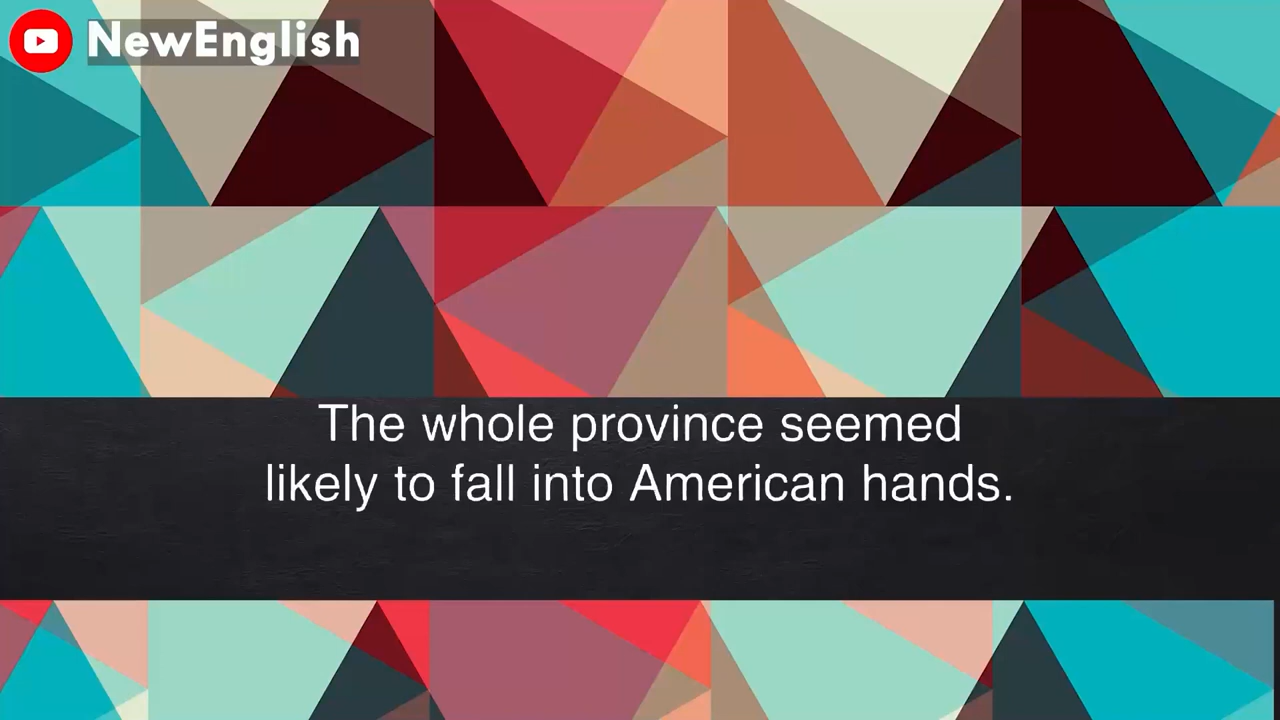 NewEnglish
The whole province seemed
likely to fall into American hands.